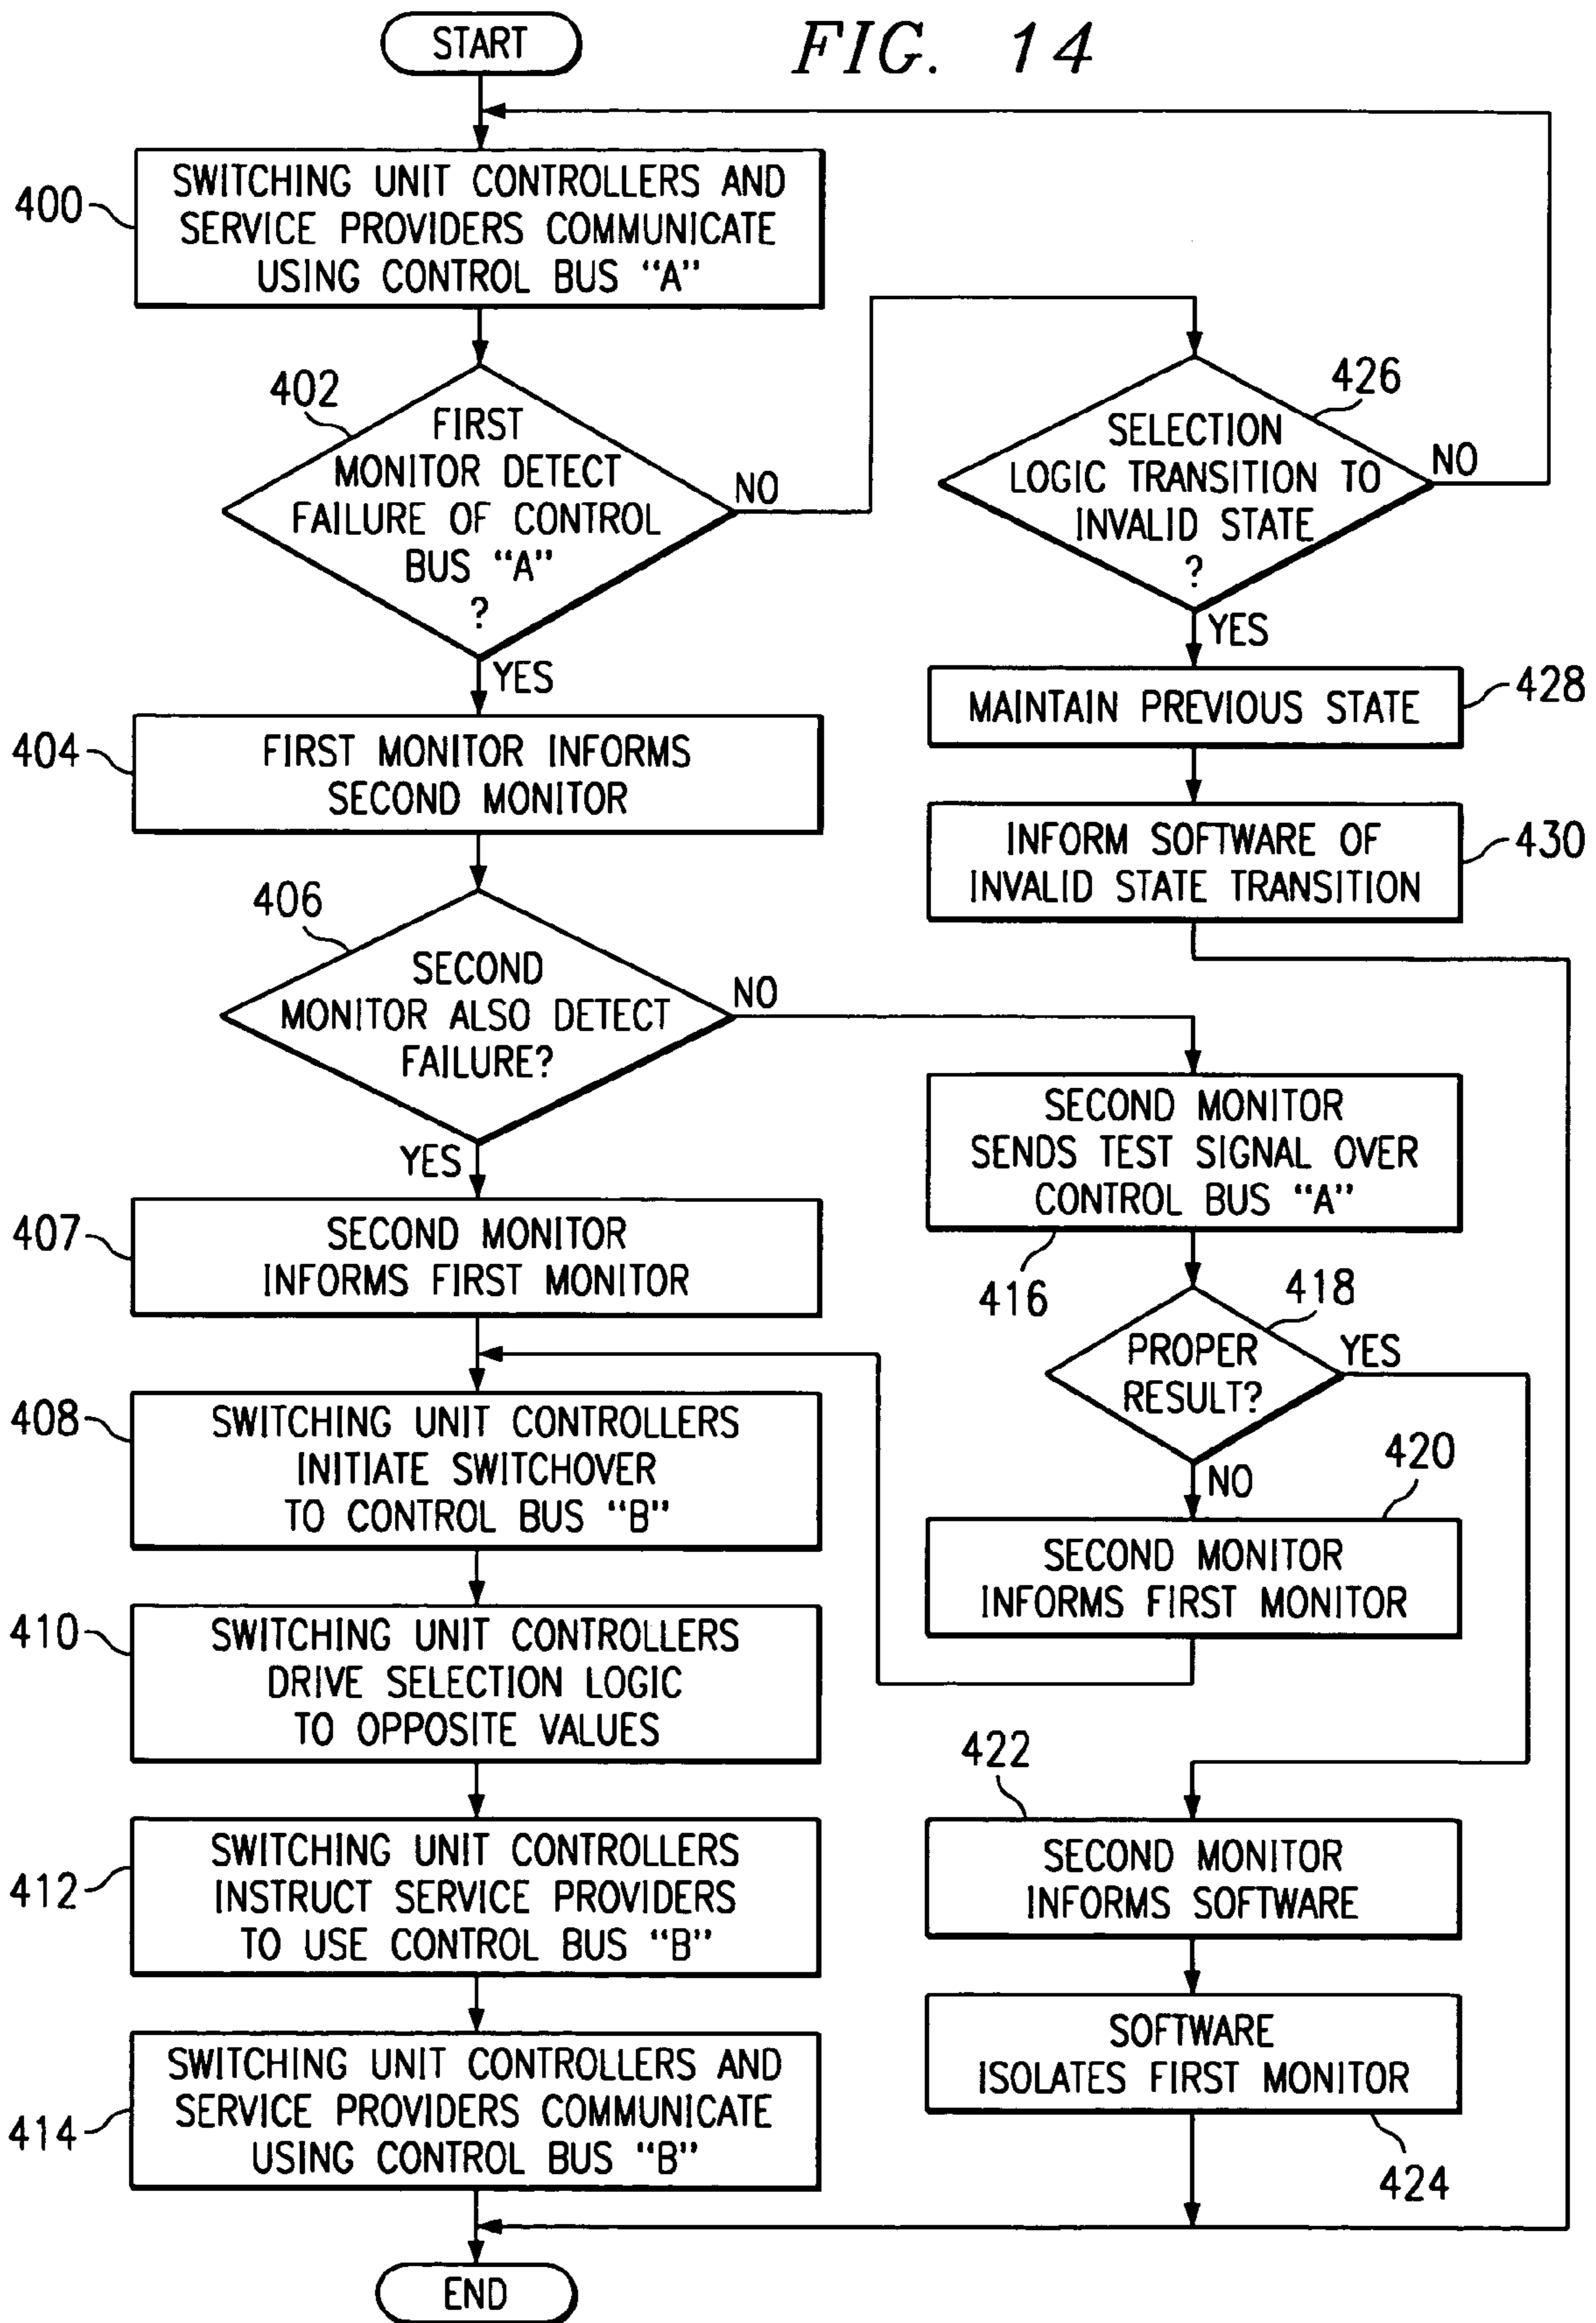 START
FIG. 14
400
SWITCHING UNIT CONTROLLERS AND
SERVICE PROVIDERS COMMUNICATE
USING CONTROL BUS "A"
402
FIRST
MONITOR DETECT
FAILURE OF CONTROL
BUS "A"
?
NO
YES
426
SELECTION
LOGIC TRANSITION TO
INVALID STATE
?
NO
YES
428
MAINTAIN PREVIOUS STATE
404
FIRST MONITOR INFORMS
SECOND MONITOR
430
INFORM SOFTWARE OF
INVALID STATE TRANSITION
406
SECOND
MONITOR ALSO DETECT
FAILURE?
NO
YES
SECOND MONITOR
SENDS TEST SIGNAL OVER
CONTROL BUS "A"
416
407
SECOND MONITOR
INFORMS FIRST MONITOR
418
PROPER
RESULT?
YES
NO
408
SWITCHING UNIT CONTROLLERS
INITIATE SWITCHOVER
TO CONTROL BUS "B"
420
SECOND MONITOR
INFORMS FIRST MONITOR
410
SWITCHING UNIT CONTROLLERS
DRIVE SELECTION LOGIC
TO OPPOSITE VALUES
422
SECOND MONITOR
INFORMS SOFTWARE
412
SWITCHING UNIT CONTROLLERS
INSTRUCT SERVICE PROVIDERS
TO USE CONTROL BUS "B"
SOFTWARE
ISOLATES FIRST MONITOR
424
414
SWITCHING UNIT CONTROLLERS AND
SERVICE PROVIDERS COMMUNICATE
USING CONTROL BUS "B"
END